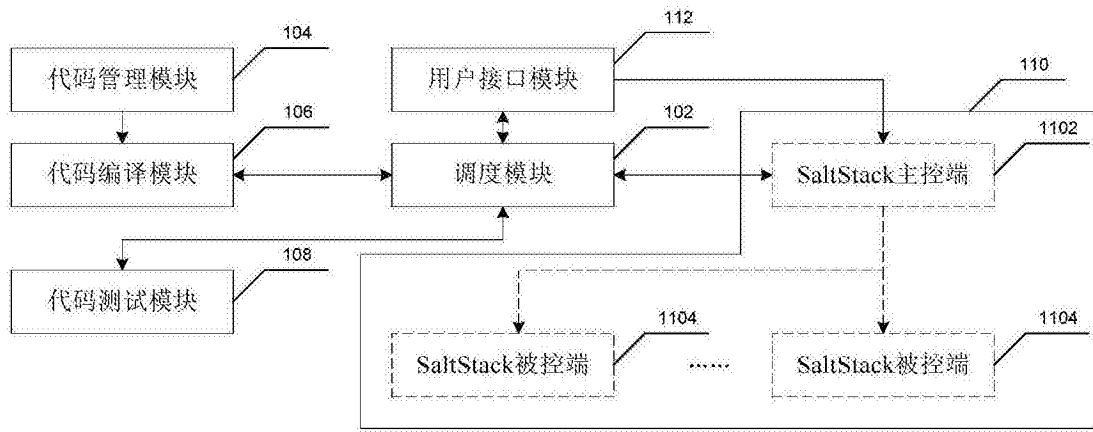 104
代码管理模块
112
用户接口模块
110
106
代码编译模块
102
调度模块
1102
SaltStack主控端
108
代码测试模块
1104
SaltStack被控端
……
1104
SaltStack被控端